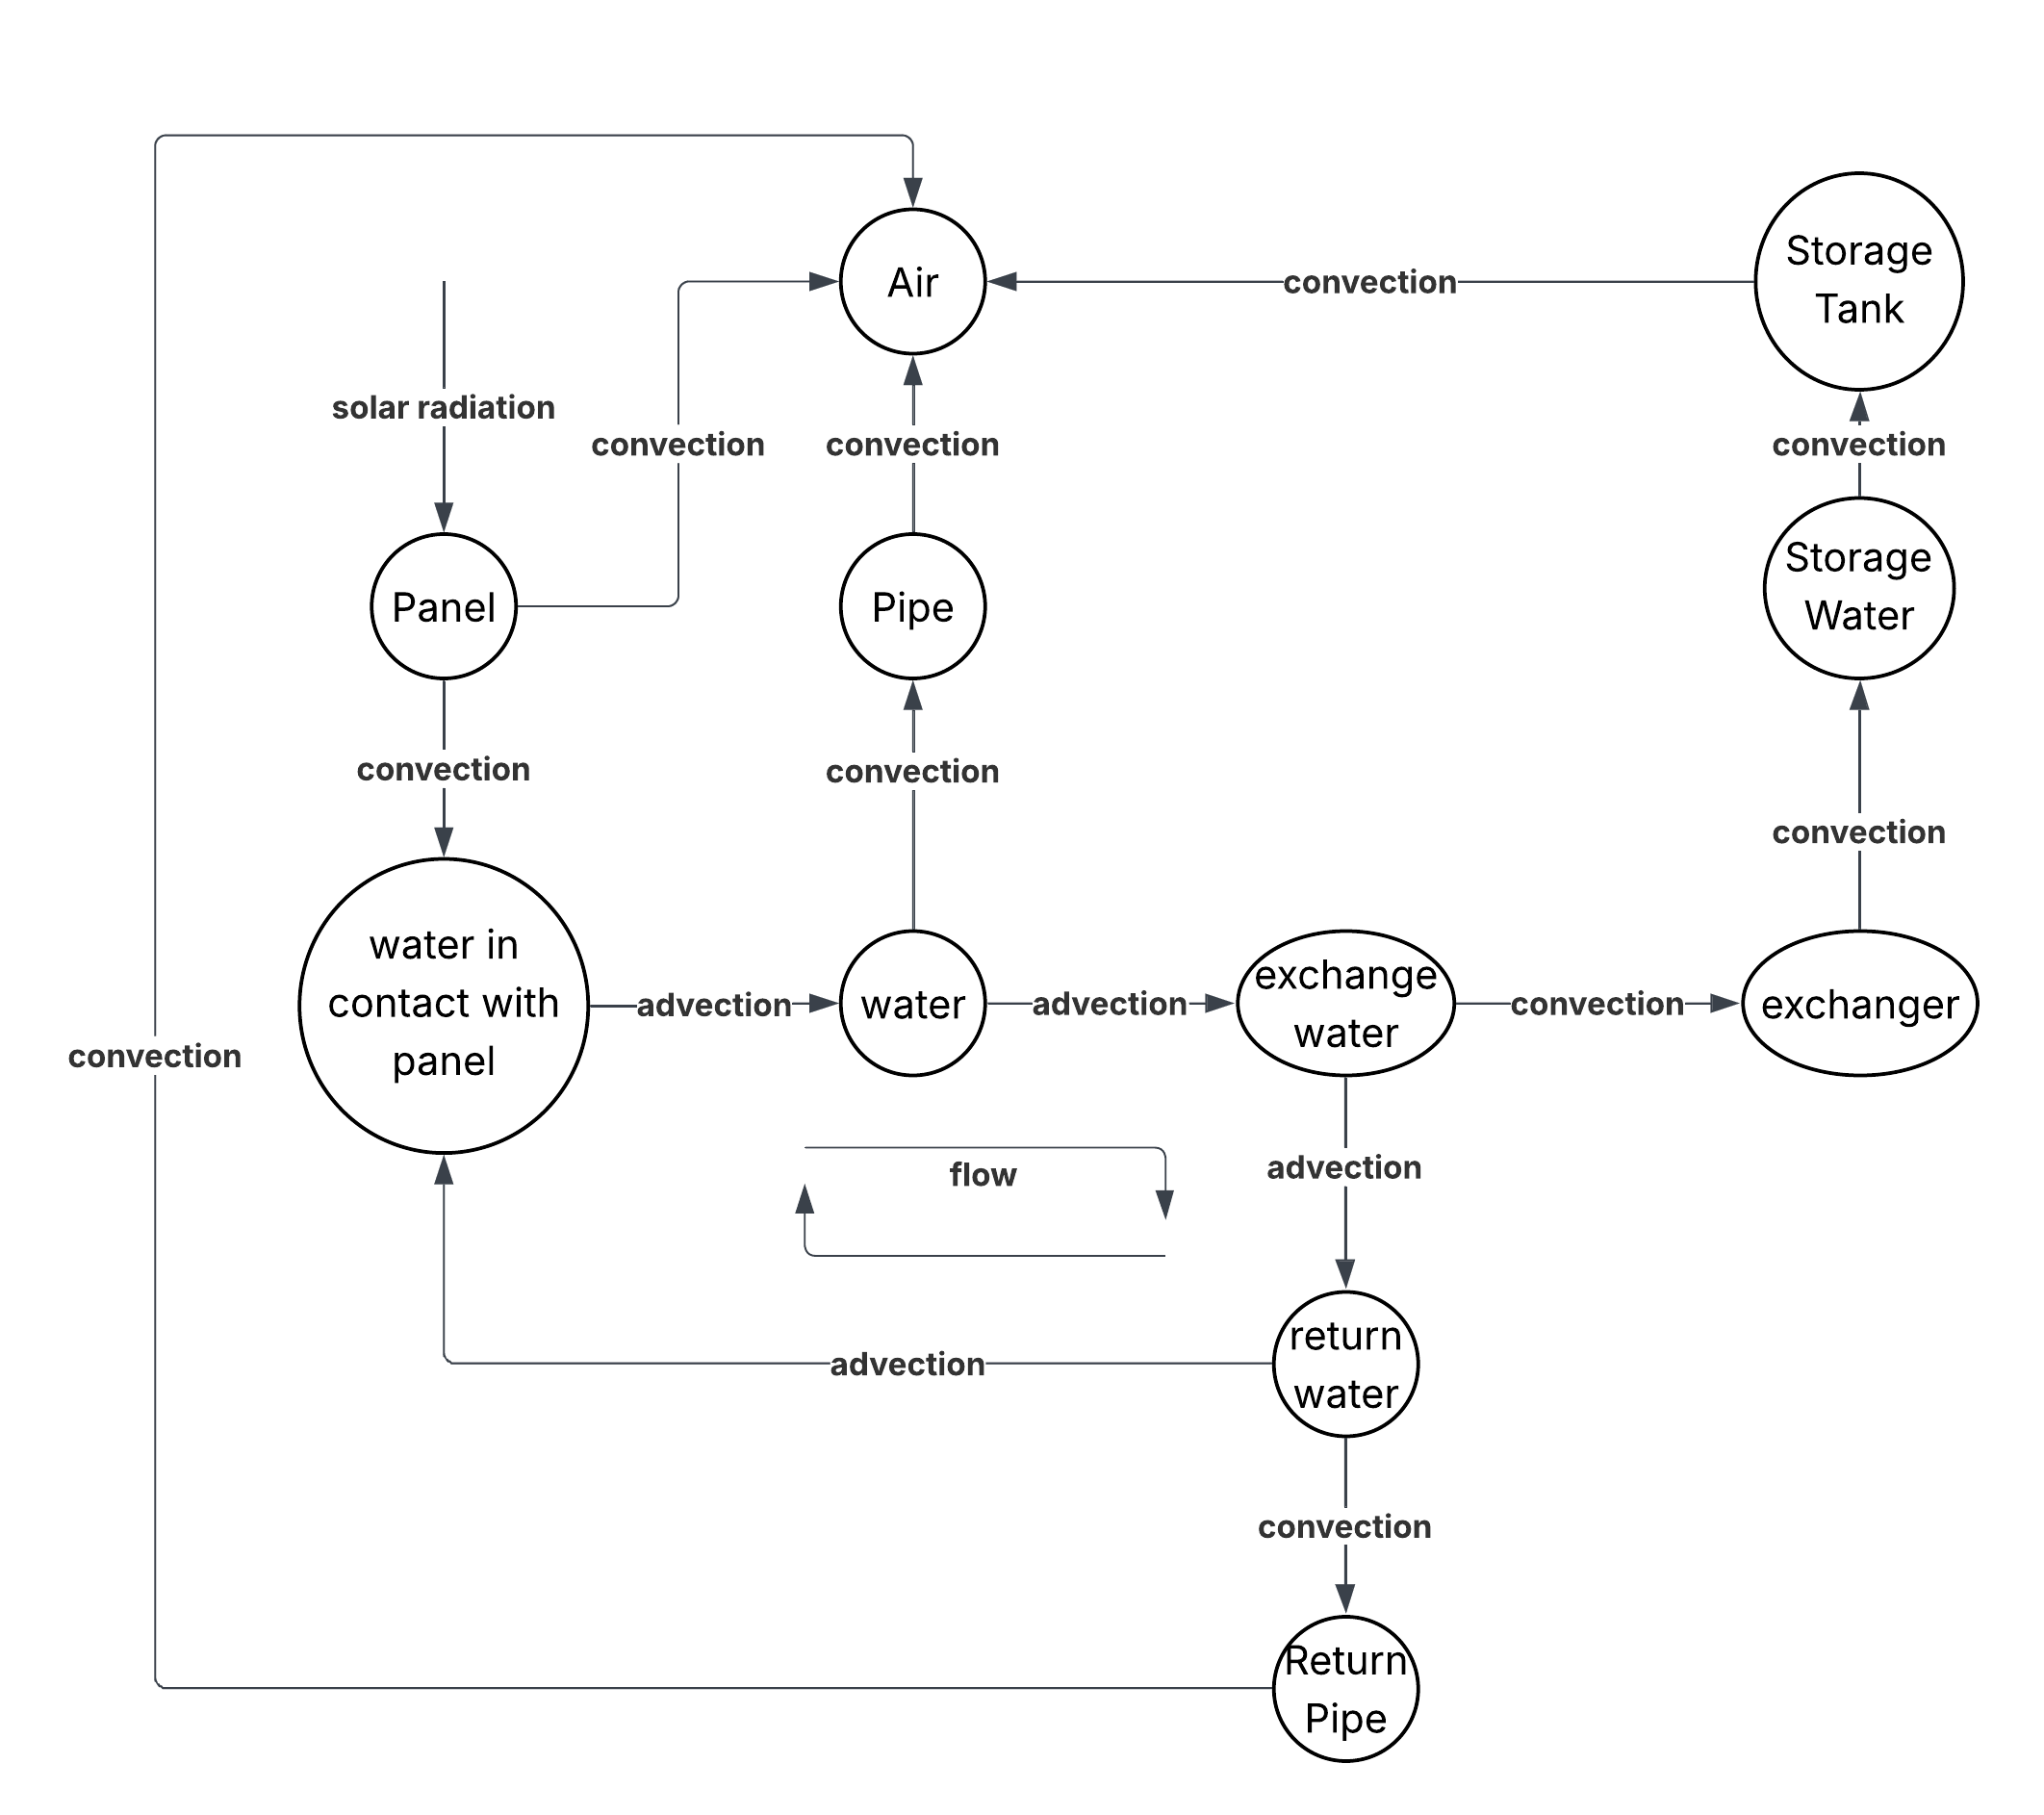 Storage
Tank
Air
convection
solar radiation
convection
convection
convection
Storage
Water
Panel
Pipe
convection
convection
convection
water in
contact with
panel
advection
water
advection
exchange
water
convection
exchanger
convection
advection
flow
return
water
advection
convection
Return
Pipe